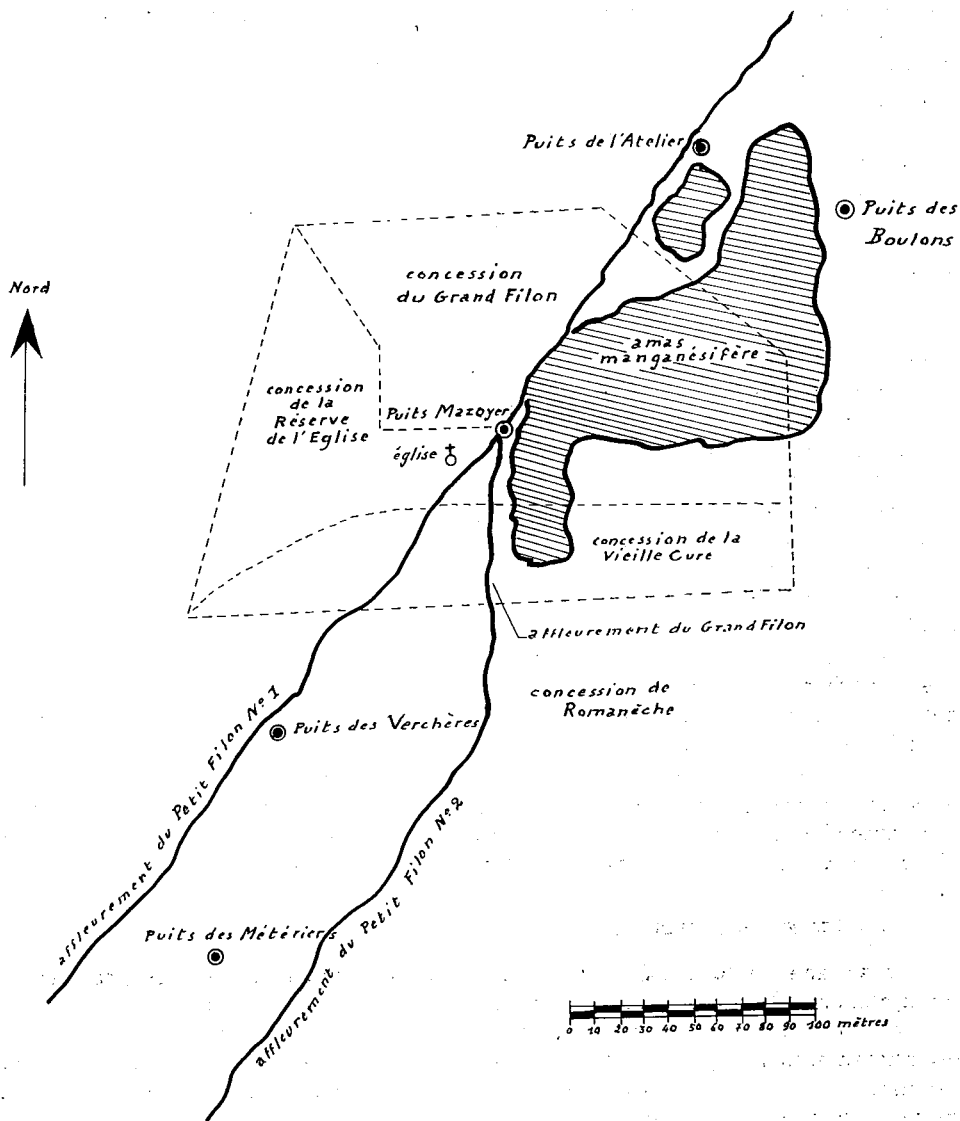 Puits de l'Atelier
Puits des
Boulons
Nord
concession
du Grand Filon
amas
manganésifère
concession
de la
Réserve
de l'Eglise
Puits Mazoyer
église
concession de la
Vieille Cure
affleurement du Grand Filon
concession de
Romanèche
Puits des Verchères
affleurement du Petit Filon No 1
affleurement du Petit Filon No 2
Puits des Métériers
0 10 20 30 40 50 60 70 80 90 100 mètres